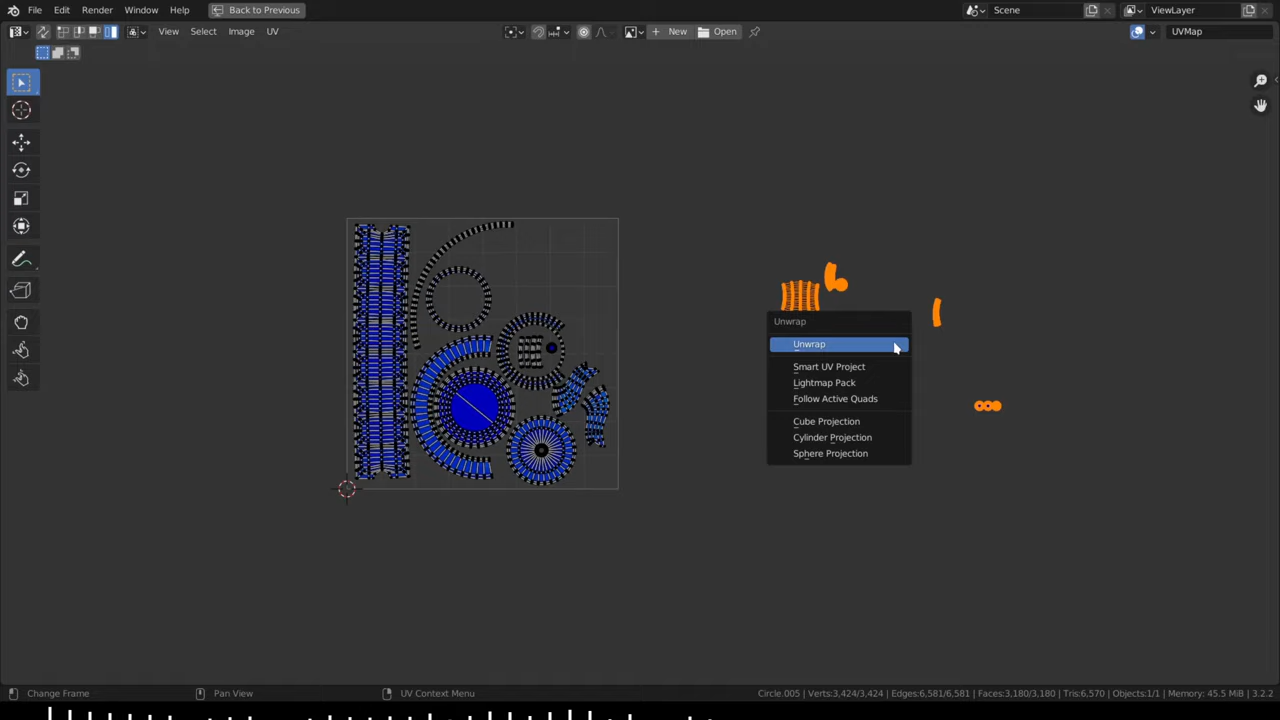 File Edit Render Window Help Back to Previous Scene ViewLayer
View Select Image UV New Open UVMap
Unwrap
Unwrap
Smart UV Project
Lightmap Pack
Follow Active Quads
Cube Projection
Cylinder Projection
Sphere Projection
Change Frame Pan View UV Context Menu Circle.005 | Verts:3,424/3,424 | Edges:6,581/6,581 | Faces:3,180/3,180 | Tris:6,570 | Objects:1/1 | Memory: 45.5 MiB | 3.2.2